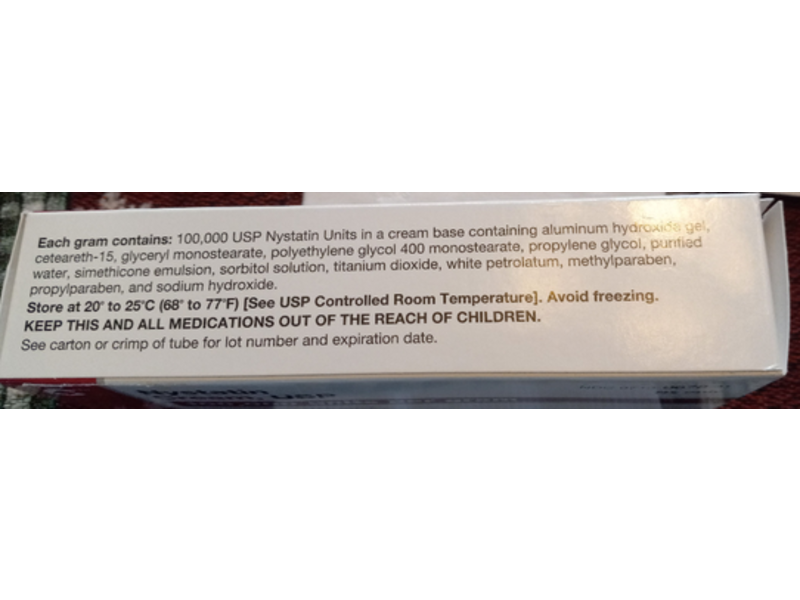 Each gram contains: 100,000 USP Nystatin Units in a cream base containing aluminum hydroxide gel,
ceteareth-15, glyceryl monostearate, polyethylene glycol 400 monostearate, propylene glycol, purified
water, simethicone emulsion, sorbitol solution, titanium dioxide, white petrolatum, methylparaben,
propylparaben, and sodium hydroxide.
Store at 20° to 25°C (68° to 77°F) [See USP Controlled Room Temperature]. Avoid freezing.
KEEP THIS AND ALL MEDICATIONS OUT OF THE REACH OF CHILDREN.
See carton or crimp of tube for lot number and expiration date.
Nystatin
Cream, USP